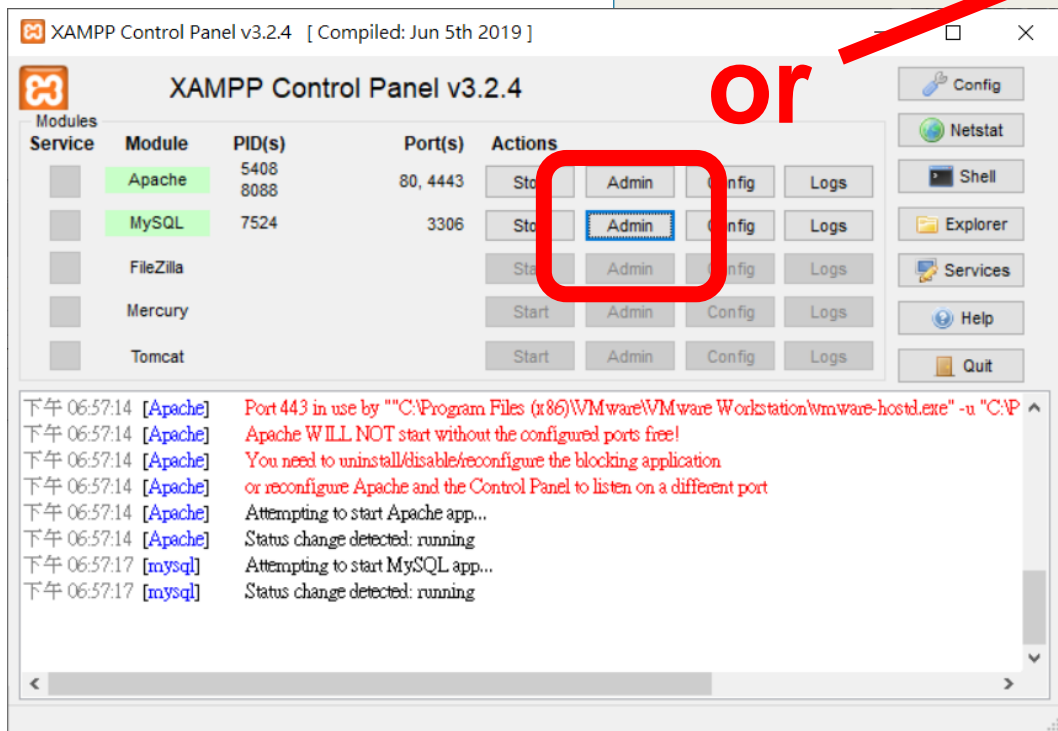 XAMPP Control Panel v3.2.4 [ Compiled: Jun 5th 2019 ]
or
XAMPP Control Panel v3.2.4
Config
Modules
Service Module PID(s) Port(s) Actions
Netstat
Apache 5408 8088 80, 4443 Admin Logs
Shell
MySQL 7524 3306 Admin Logs
Explorer
FileZilla Admin Logs
Services
Mercury Start Admin Config Logs
Help
Tomcat Start Admin Config Logs
Quit
下午 06:57:14 [Apache] Port 443 in use by ""C:\Program Files (x86)\VMware\VMware Workstation\vmware-hostd.exe" -u "C:\P
下午 06:57:14 [Apache] Apache WILL NOT start without the configured ports free!
下午 06:57:14 [Apache] You need to uninstall/disable/reconfigure the blocking application
下午 06:57:14 [Apache] or reconfigure Apache and the Control Panel to listen on a different port
下午 06:57:14 [Apache] Attempting to start Apache app...
下午 06:57:14 [Apache] Status change detected: running
下午 06:57:17 [mysql] Attempting to start MySQL app...
下午 06:57:17 [mysql] Status change detected: running